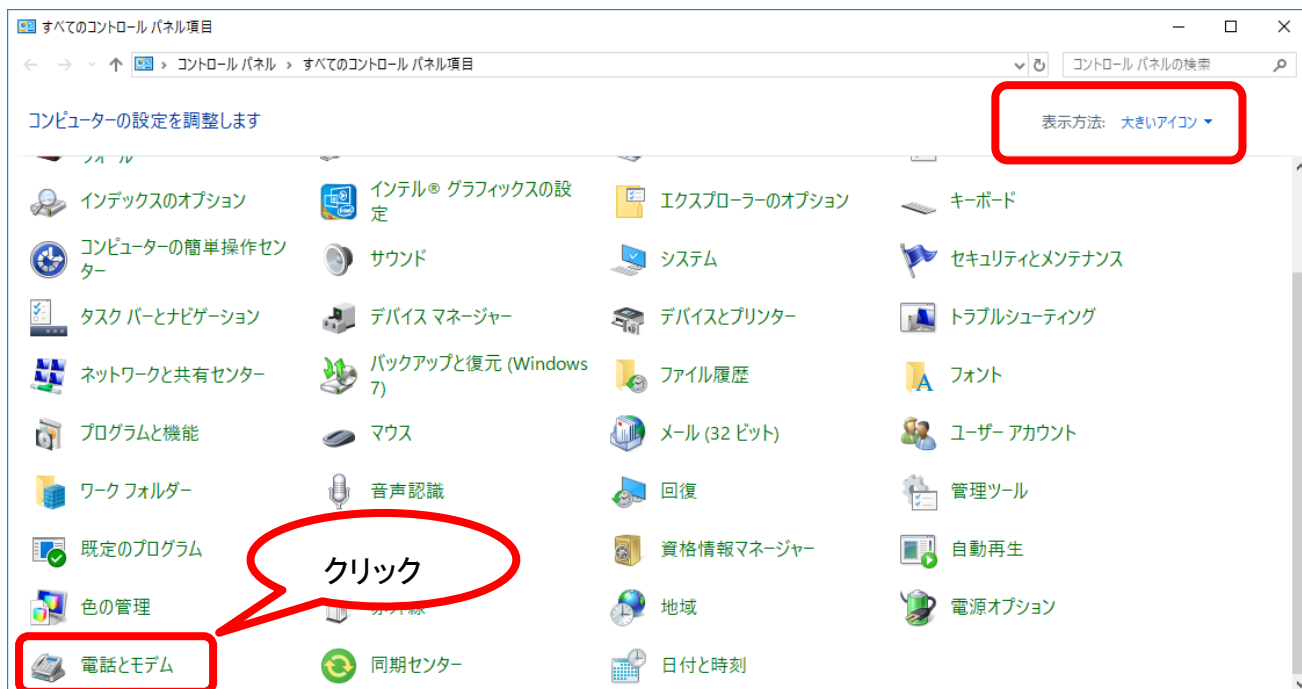 すべてのコントロール パネル項目
コントロール パネル › すべてのコントロール パネル項目
コントロール パネルの検索
コンピューターの設定を調整します
表示方法: 大きいアイコン
インデックスのオプション
インテル® グラフィックスの設
定
エクスプローラーのオプション
キーボード
コンピューターの簡単操作セン
ター
サウンド
システム
セキュリティとメンテナンス
タスク バーとナビゲーション
デバイス マネージャー
デバイスとプリンター
トラブルシューティング
ネットワークと共有センター
バックアップと復元 (Windows
7)
ファイル履歴
フォント
プログラムと機能
マウス
メール (32 ビット)
ユーザー アカウント
ワーク フォルダー
音声認識
回復
管理ツール
既定のプログラム
クリック
資格情報マネージャー
自動再生
色の管理
地域
電源オプション
電話とモデム
同期センター
日付と時刻